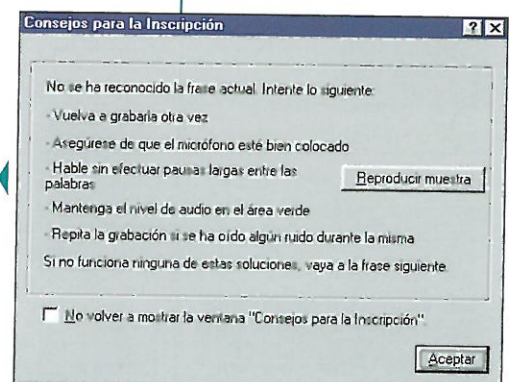 Consejos para la Inscripción
No se ha reconocido la frase actual. Intente lo siguiente:
- Vuelva a grabarla otra vez
- Asegúrese de que el micrófono esté bien colocado
- Hable sin efectuar pausas largas entre las
palabras
Reproducir muestra
- Mantenga el nivel de audio en el área verde
- Repita la grabación si se ha oído algún ruido durante la misma
Si no funciona ninguna de estas soluciones, vaya a la frase siguiente.
No volver a mostrar la ventana "Consejos para la Inscripción".
Aceptar